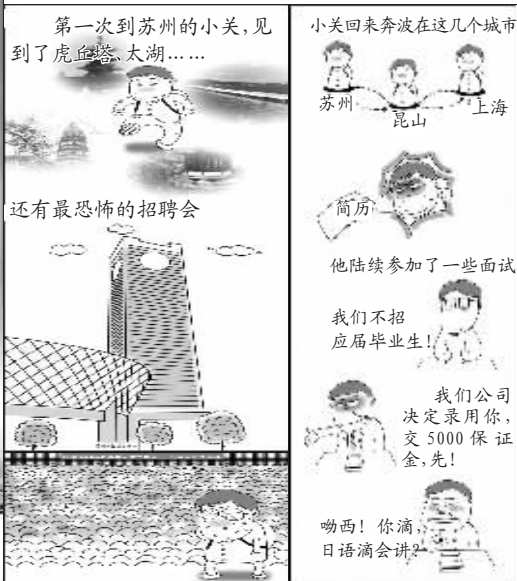 第一次到苏州的小关,见
到了虎丘塔、太湖……
还有最恐怖的招聘会
小关回来奔波在这几个城市
苏州
昆山
上海
简历
他陆续参加了一些面试
我们不招
应届毕业生!
我们公司
决定录用你,
交 5000 保 证
金,先!
呦西!你滴,
日语滴会讲?